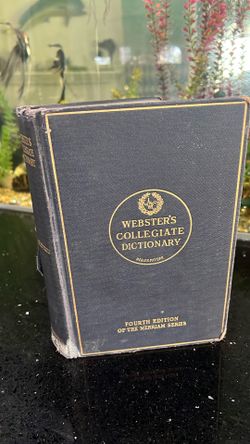 WEBSTER'S
COLLEGIATE
DICTIONARY
FOURTH EDITION
OF THE MERRIAM SERIES